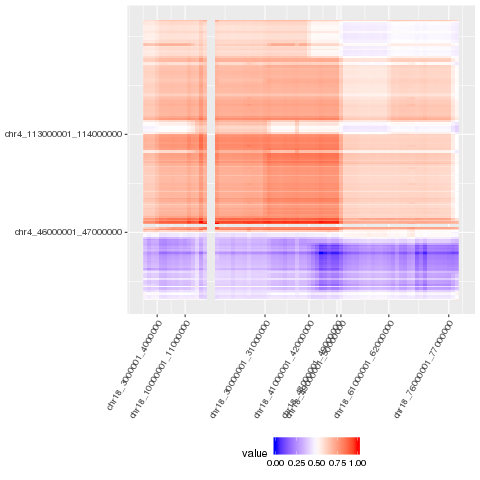 chr4_113000001_114000000
chr4_46000001_47000000
chr18_3000001_4000000
chr18_10000001_11000000
chr18_30000001_31000000
chr18_41000001_42000000
chr18_61000001_62000000
chr18_76000001_77000000
value
0.00 0.25 0.50 0.75 1.00